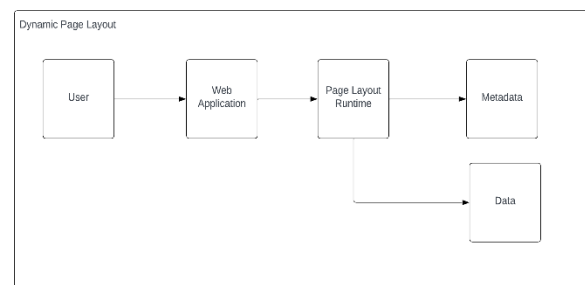 Dynamic Page Layout
User
Web
Application
Page Layout
Runtime
Metadata
Data